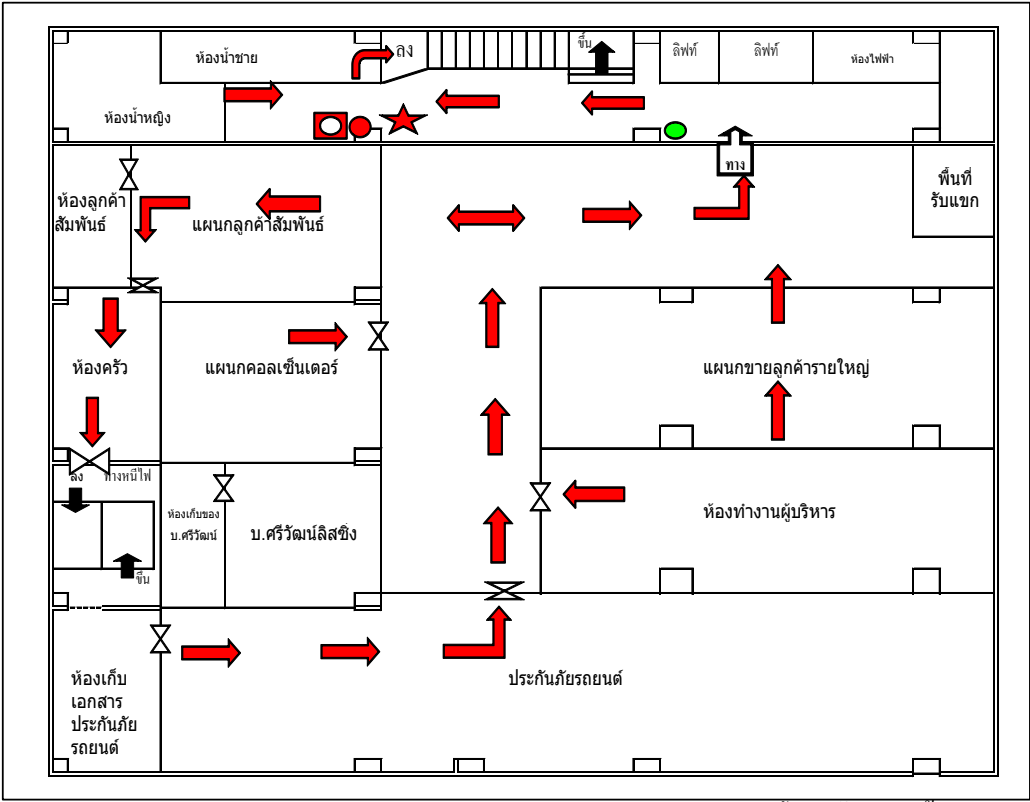 ห้องน้ำชาย
ลง
ขึ้น
ลิฟท์
ลิฟท์
ห้องไฟฟ้า
ห้องน้ำหญิง
ทาง
พื้นที่
รับแขก
ห้องลูกค้า
สัมพันธ์
แผนกลูกค้าสัมพันธ์
ห้องครัว
แผนกคอลเซ็นเตอร์
แผนกขายลูกค้ารายใหญ่
ลง
ทางหนีไฟ
ห้องเก็บของ
บ.ศรีวัฒน์
บ.ศรีวัฒน์ลิสซิ่ง
ห้องทำงานผู้บริหาร
ขึ้น
ห้องเก็บ
เอกสาร
ประกันภัย
รถยนต์
ประกันภัยรถยนต์